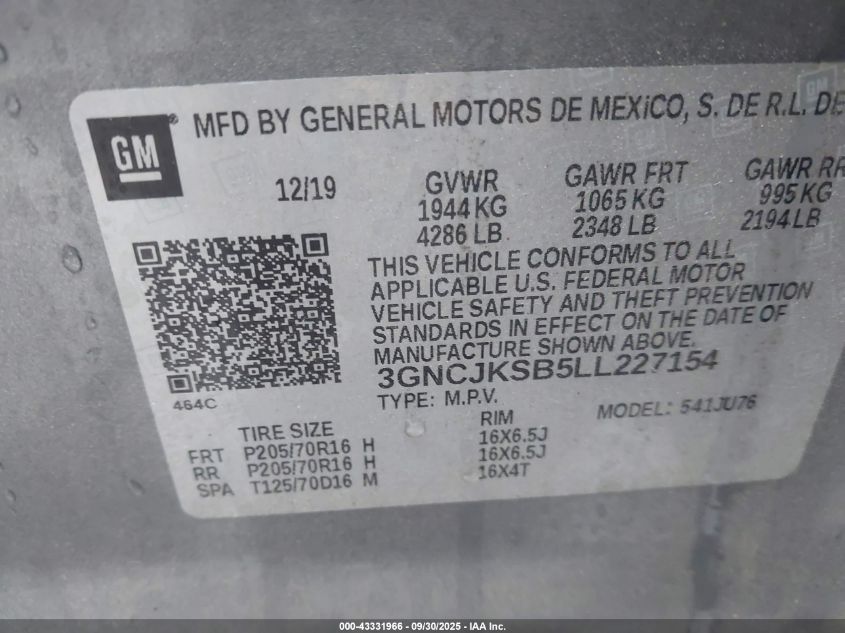 GM
MFD BY GENERAL MOTORS DE MEXiCO, S. DE R.L. DE
12/19
GVWR
1944 KG
4286 LB
GAWR FRT
1065 KG
2348 LB
GAWR RR
995 KG
2194 LB
THIS VEHICLE CONFORMS TO ALL
APPLICABLE U.S. FEDERAL MOTOR
VEHICLE SAFETY AND THEFT PREVENTION
STANDARDS IN EFFECT ON THE DATE OF
MANUFACTURE SHOWN ABOVE.
3GNCJKSB5LL227154
464C
TYPE: M.P.V.
MODEL: 541JU76
TIRE SIZE RIM
FRT P205/70R16 H 16X6.5J
RR P205/70R16 H 16X6.5J
SPA T125/70D16 M 16X4T
000-43331966 - 09/30/2025 - IAA Inc.